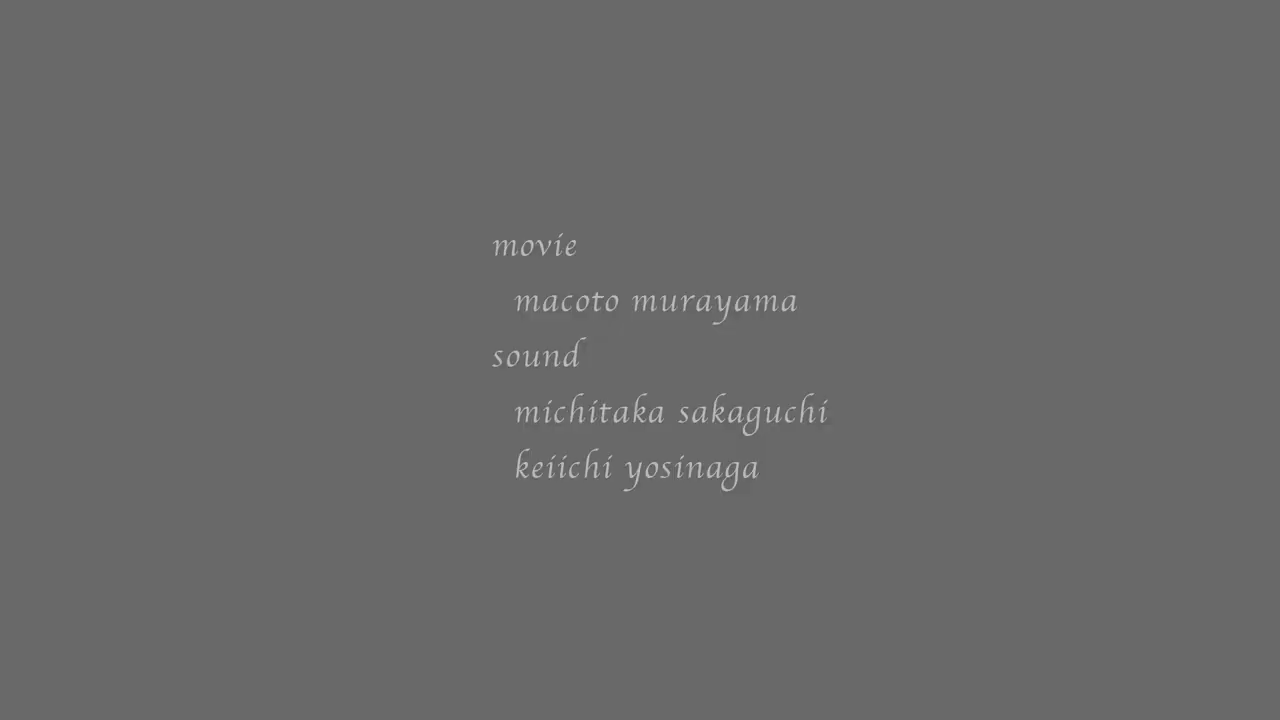 movie
macoto murayama
sound
michitaka sakaguchi
keiichi yosinaga